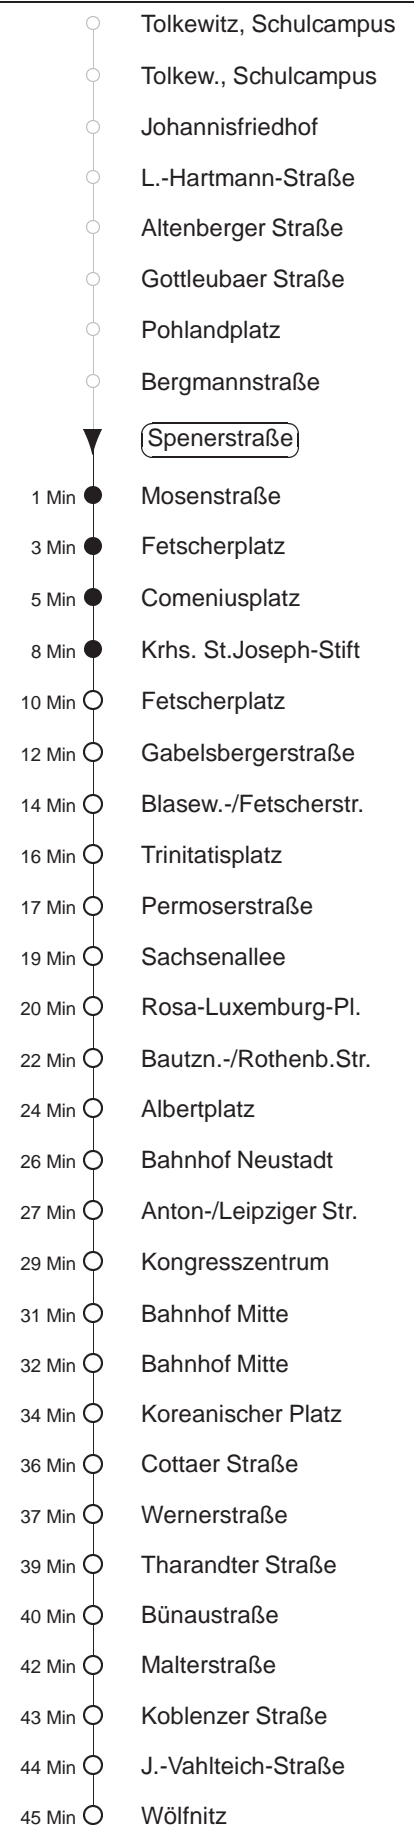 Tolkewitz, Schulcampus
Tolkew., Schulcampus
Johannisfriedhof
L.-Hartmann-Straße
Altenberger Straße
Gottleubaer Straße
Pohlandplatz
Bergmannstraße
Spenerstraße
1 Min Mosenstraße
3 Min Fetscherplatz
5 Min Comeniusplatz
8 Min Krhs. St.Joseph-Stift
10 Min Fetscherplatz
12 Min Gabelsbergerstraße
14 Min Blasew.-/Fetscherstr.
16 Min Trinitatisplatz
17 Min Permoserstraße
19 Min Sachsenallee
20 Min Rosa-Luxemburg-Pl.
22 Min Bautzn.-/Rothenb.Str.
24 Min Albertplatz
26 Min Bahnhof Neustadt
27 Min Anton-/Leipziger Str.
29 Min Kongresszentrum
31 Min Bahnhof Mitte
32 Min Bahnhof Mitte
34 Min Koreanischer Platz
36 Min Cottaer Straße
37 Min Wernerstraße
39 Min Tharandter Straße
40 Min Bünaustraße
42 Min Malterstraße
43 Min Koblenzer Straße
44 Min J.-Vahlteich-Straße
45 Min Wölfnitz